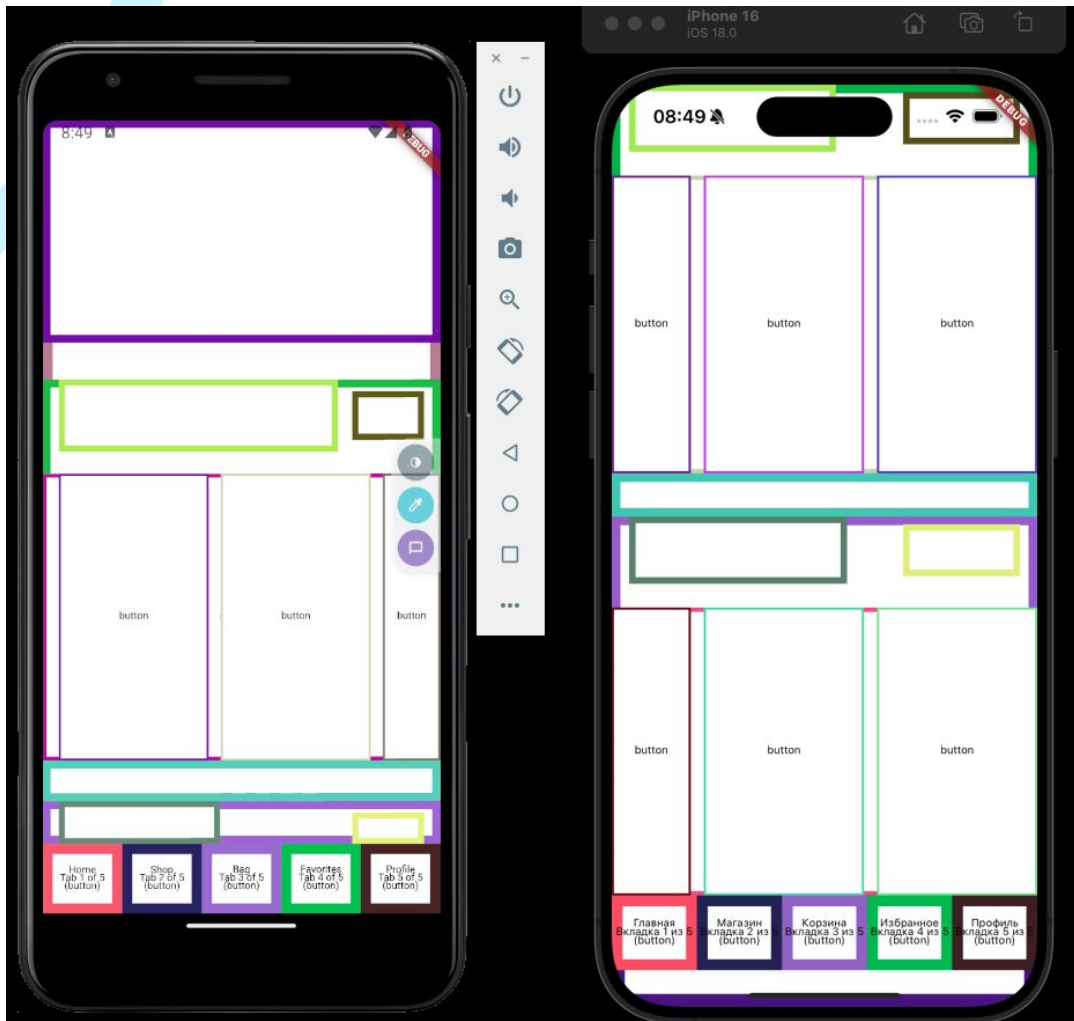 8:49
DEBUG
button
button
button
Home
Tab 1 of 5
(button)
Shop
Tab 2 of 5
(button)
Bag
Tab 3 of 5
(button)
Favorites
Tab 4 of 5
(button)
Profile
Tab 5 of 5
(button)
iPhone 16
iOS 18.0
08:49
DEBUG
button
button
button
button
button
button
Главная
Вкладка 1 из 5
(button)
Магазин
Вкладка 2 из 5
(button)
Корзина
Вкладка 3 из 5
(button)
Избранное
Вкладка 4 из 5
(button)
Профиль
Вкладка 5 из 5
(button)